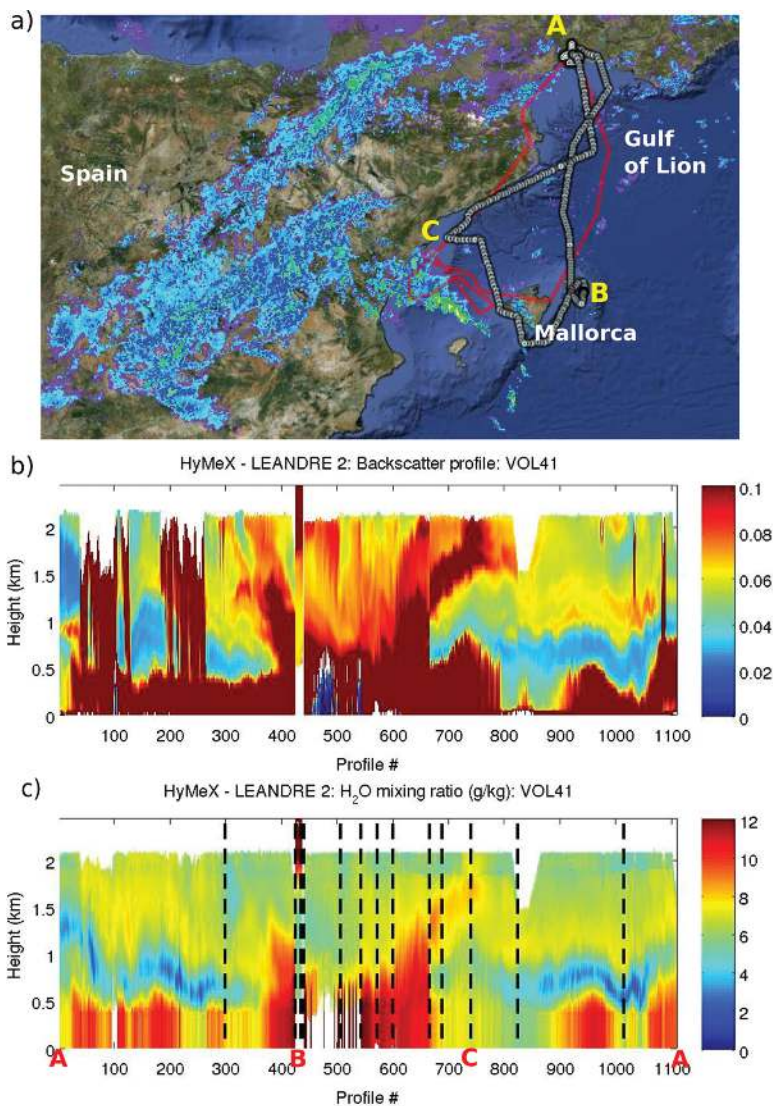 a)
A
Gulf
of Lion
Spain
C
B
Mallorca
b)
HyMeX - LEANDRE 2: Backscatter profile: VOL41
0.1
2
0.08
1.5
0.06
Height (km)
1
0.04
0.5
0.02
0
0
100 200 300 400 500 600 700 800 900 1000 1100
Profile #
c)
HyMeX - LEANDRE 2: H₂O mixing ratio (g/kg): VOL41
12
2
10
1.5
8
Height (km)
6
1
4
0.5
2
0
0
A B C A
100 200 300 400 500 600 700 800 900 1000 1100
Profile #